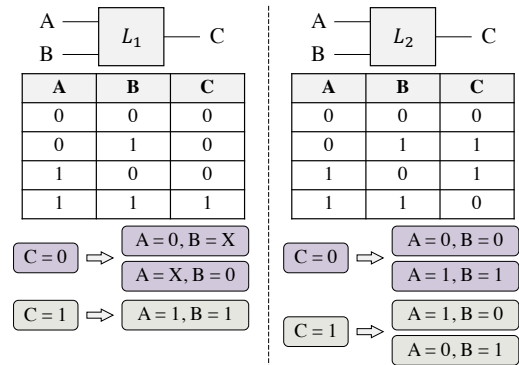 A
B
L₁
C
A B C
0 0 0
0 1 0
1 0 0
1 1 1
C = 0
A = 0, B = X
A = X, B = 0
C = 1
A = 1, B = 1
A
B
L₂
C
A B C
0 0 0
0 1 1
1 0 1
1 1 0
C = 0
A = 0, B = 0
A = 1, B = 1
C = 1
A = 1, B = 0
A = 0, B = 1